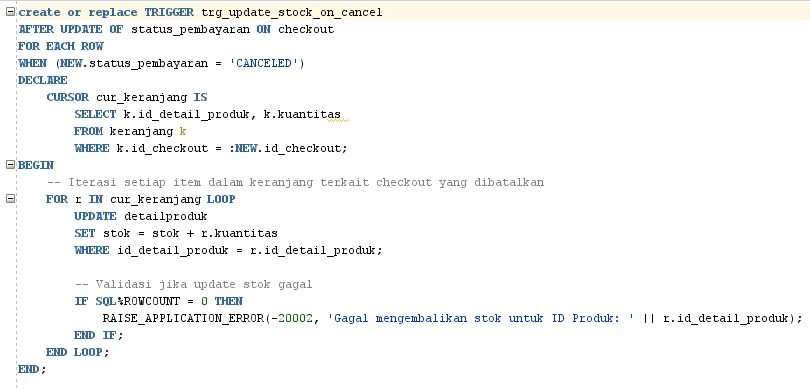 create or replace TRIGGER trg_update_stock_on_cancel
AFTER UPDATE OF status_pembayaran ON checkout
FOR EACH ROW
WHEN (NEW.status_pembayaran = 'CANCELED')
DECLARE
    CURSOR cur_keranjang IS
        SELECT k.id_detail_produk, k.kuantitas
        FROM keranjang k
        WHERE k.id_checkout = :NEW.id_checkout;
BEGIN
    -- Iterasi setiap item dalam keranjang terkait checkout yang dibatalkan
    FOR r IN cur_keranjang LOOP
        UPDATE detailproduk
        SET stok = stok + r.kuantitas
        WHERE id_detail_produk = r.id_detail_produk;

        -- Validasi jika update stok gagal
        IF SQL%ROWCOUNT = 0 THEN
            RAISE_APPLICATION_ERROR(-20002, 'Gagal mengembalikan stok untuk ID Produk: ' || r.id_detail_produk);
        END IF;
    END LOOP;
END;